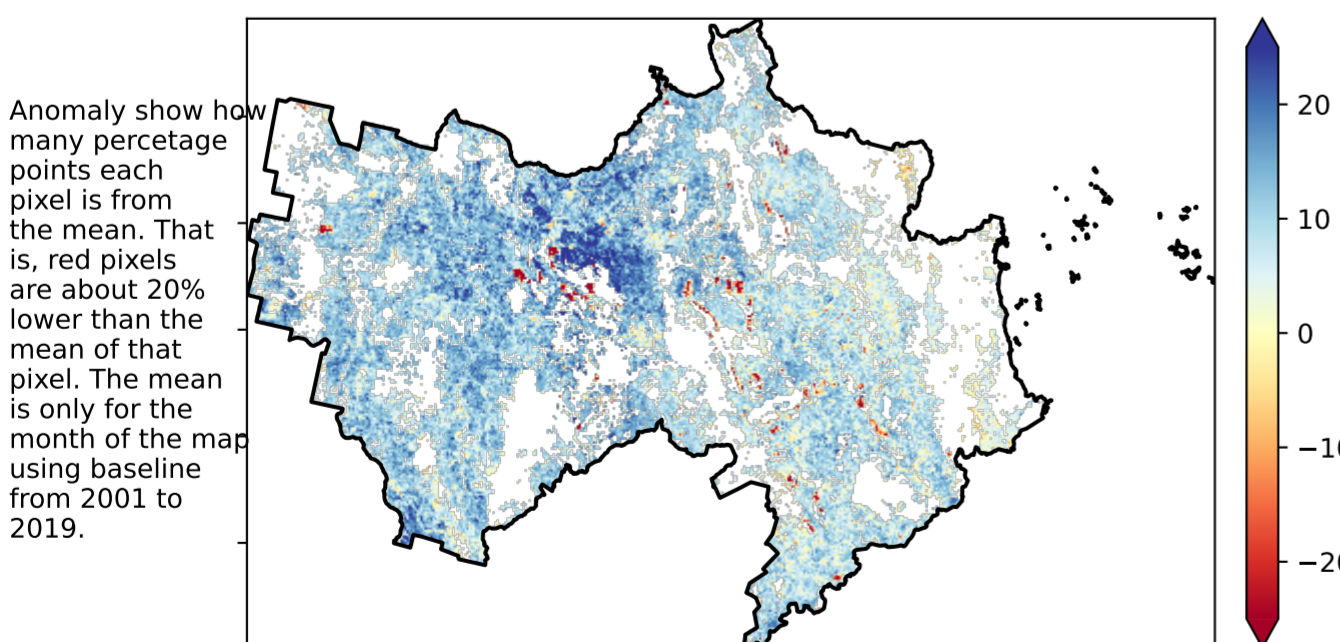 Anomaly show how
many percetage
points each
pixel is from
the mean. That
is, red pixels
are about 20%
lower than the
mean of that
pixel. The mean
is only for the
month of the map
using baseline
from 2001 to
2019.
20
10
0
−10
−20